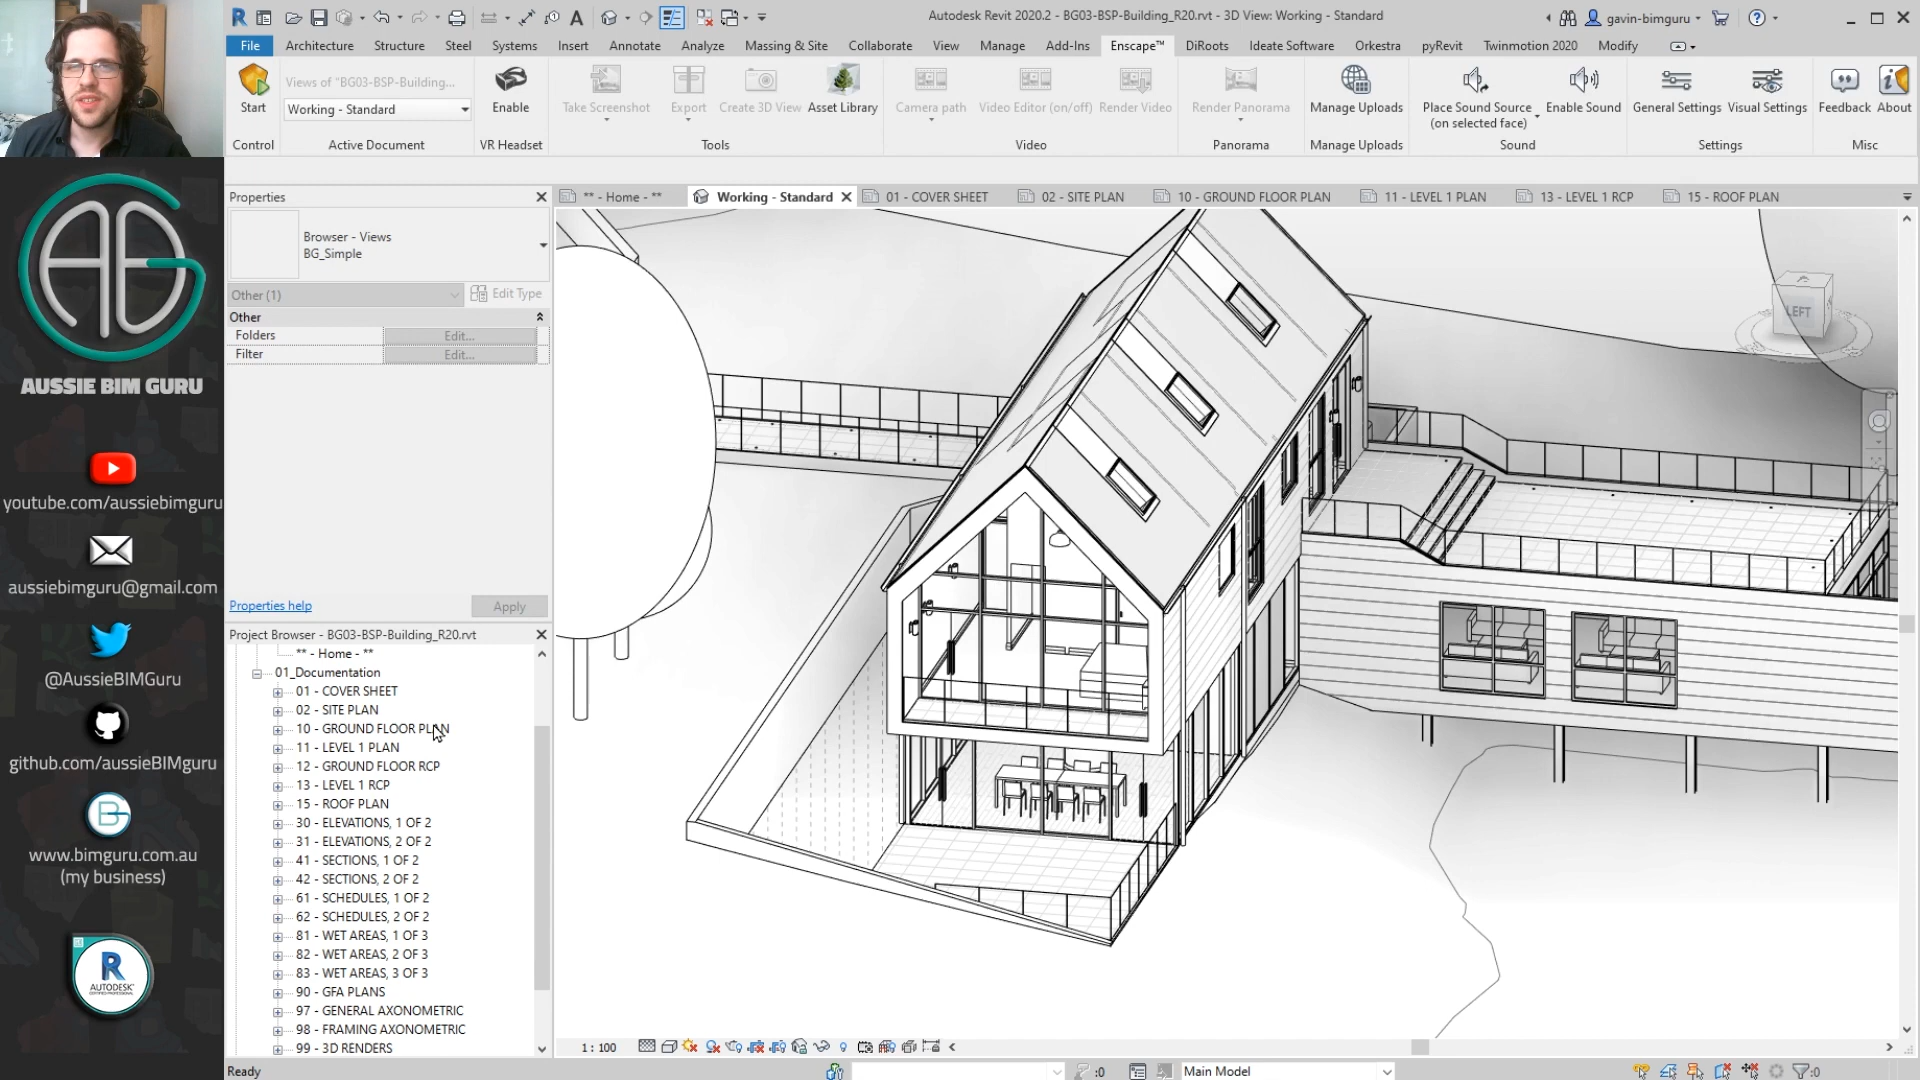 Autodesk Revit 2020.2 - BG03-BSP-Building_R20.rvt - 3D View: Working - Standard
gavin-bimguru
File
Architecture
Structure
Steel
Systems
Insert
Annotate
Analyze
Massing & Site
Collaborate
View
Manage
Add-Ins
Enscape™
DiRoots
Ideate Software
Orkestra
pyRevit
Twinmotion 2020
Modify
Start
Control
Views of "BG03-BSP-Building...
Working - Standard
Active Document
Enable
VR Headset
Take Screenshot
Export
Create 3D View
Asset Library
Tools
Camera path
Video Editor (on/off)
Render Video
Video
Render Panorama
Panorama
Manage Uploads
Manage Uploads
Place Sound Source
(on selected face)
Enable Sound
Sound
General Settings
Visual Settings
Settings
Feedback
About
Misc
AUSSIE BIM GURU
youtube.com/aussiebimguru
aussiebimguru@gmail.com
@AussieBIMGuru
github.com/aussieBIMguru
www.bimguru.com.au
(my business)
R
AUTODESK
Properties
Browser - Views
BG_Simple
Other (1)
Edit Type
Other
Folders
Edit...
Filter
Edit...
Properties help
Apply
Project Browser - BG03-BSP-Building_R20.rvt
** - Home - **
01_Documentation
01 - COVER SHEET
02 - SITE PLAN
10 - GROUND FLOOR PLAN
11 - LEVEL 1 PLAN
12 - GROUND FLOOR RCP
13 - LEVEL 1 RCP
15 - ROOF PLAN
30 - ELEVATIONS, 1 OF 2
31 - ELEVATIONS, 2 OF 2
41 - SECTIONS, 1 OF 2
42 - SECTIONS, 2 OF 2
61 - SCHEDULES, 1 OF 2
62 - SCHEDULES, 2 OF 2
81 - WET AREAS, 1 OF 3
82 - WET AREAS, 2 OF 3
83 - WET AREAS, 3 OF 3
90 - GFA PLANS
97 - GENERAL AXONOMETRIC
98 - FRAMING AXONOMETRIC
99 - 3D RENDERS
** - Home - **
Working - Standard
01 - COVER SHEET
02 - SITE PLAN
10 - GROUND FLOOR PLAN
11 - LEVEL 1 PLAN
13 - LEVEL 1 RCP
15 - ROOF PLAN
LEFT
1 : 100
Ready
:0
Main Model
:0